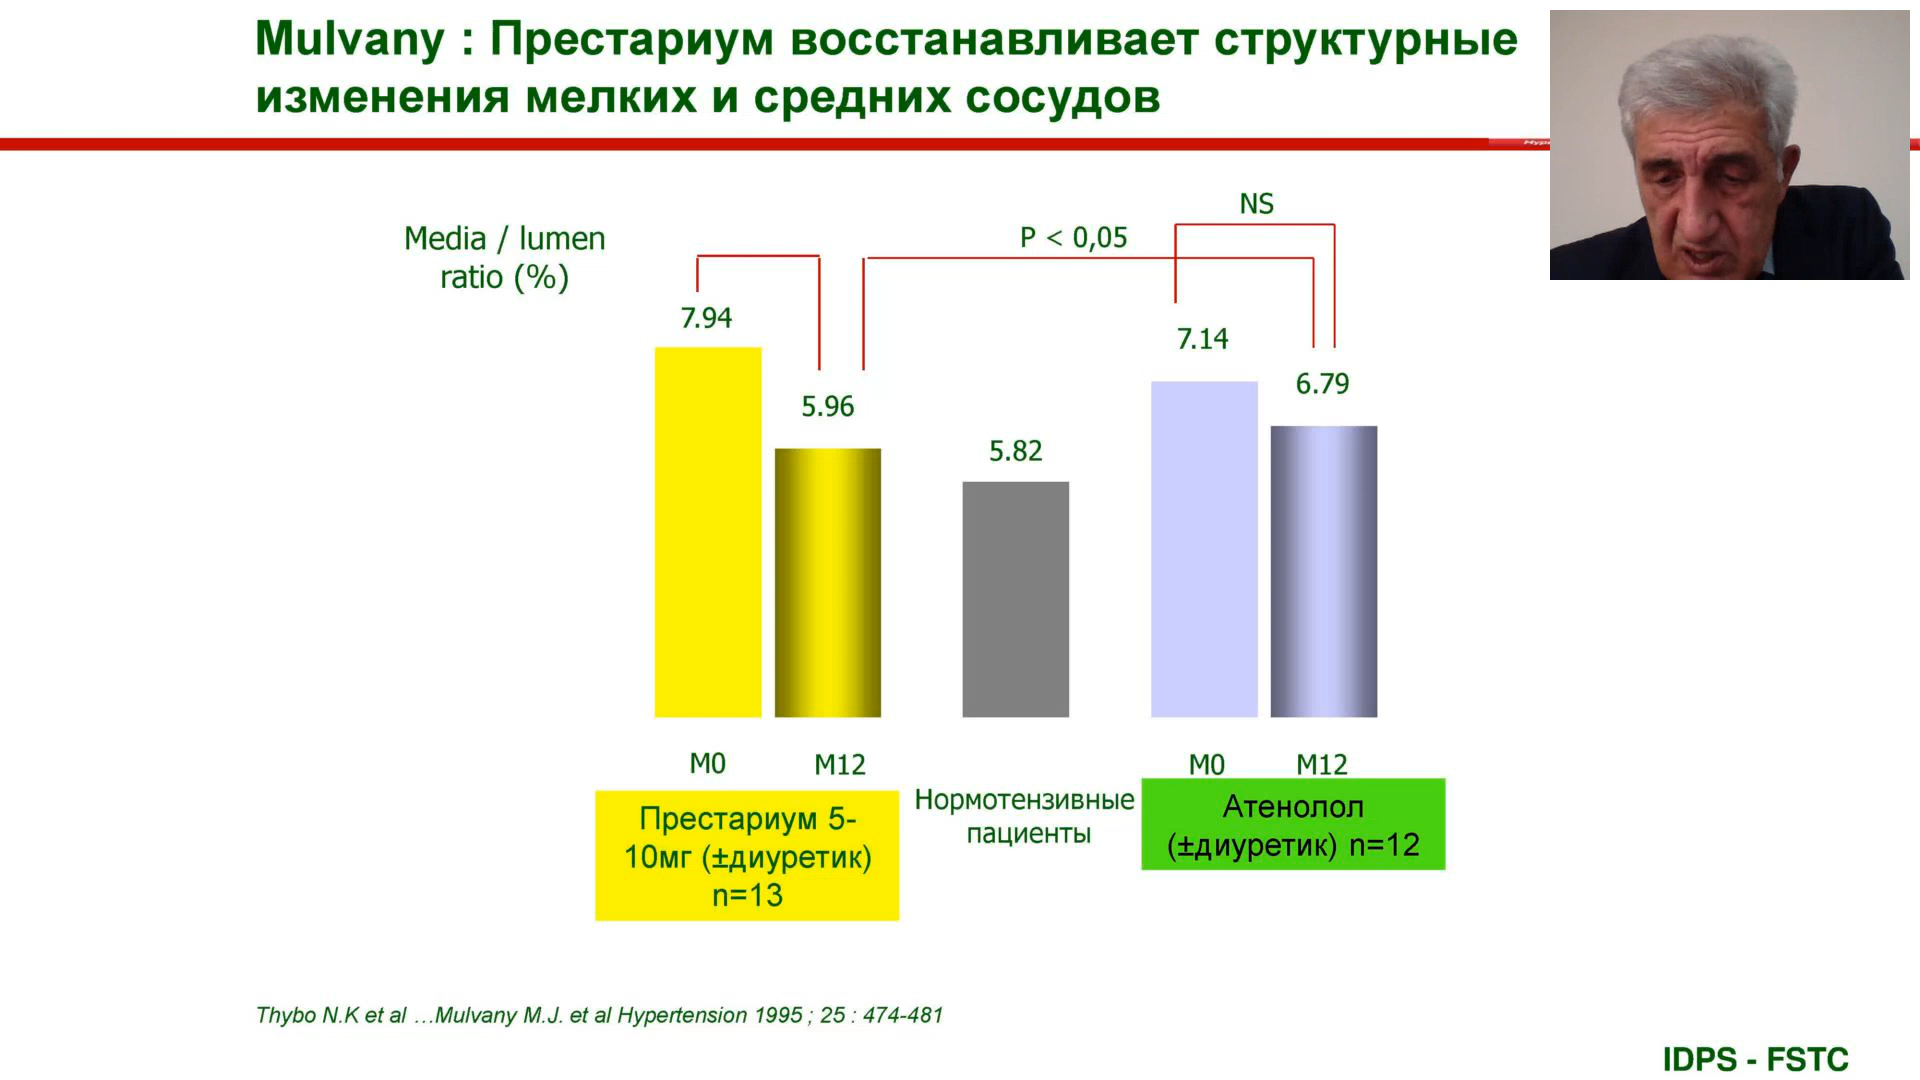 Mulvany : Престариум восстанавливает структурные
изменения мелких и средних сосудов
NS
P < 0,05
Media / lumen
ratio (%)
7.94
7.14
6.79
5.96
5.82
M0
M12
M0
M12
Престариум 5-
10мг (±диуретик)
n=13
Нормотензивные
пациенты
Атенолол
(±диуретик) n=12
Thybo N.K et al …Mulvany M.J. et al Hypertension 1995 ; 25 : 474-481
IDPS - FSTC